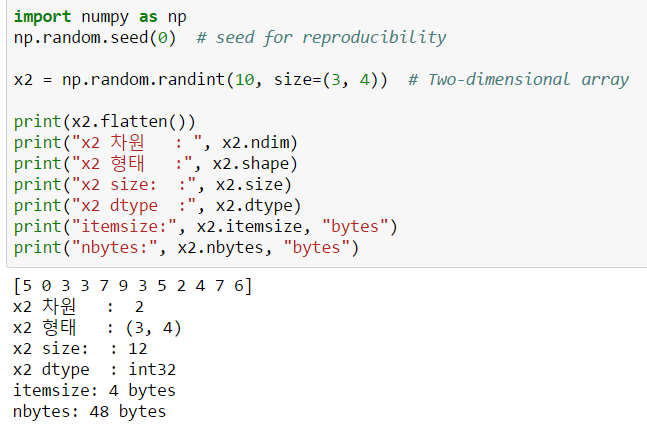 import numpy as np
np.random.seed(0)  # seed for reproducibility
x2 = np.random.randint(10, size=(3, 4))  # Two-dimensional array
print(x2.flatten())
print("x2 차원   : ", x2.ndim)
print("x2 형태   :", x2.shape)
print("x2 size:  :", x2.size)
print("x2 dtype  :", x2.dtype)
print("itemsize:", x2.itemsize, "bytes")
print("nbytes:", x2.nbytes, "bytes")
[5 0 3 3 7 9 3 5 2 4 7 6]
x2 차원   :  2
x2 형태   : (3, 4)
x2 size:  : 12
x2 dtype  : int32
itemsize: 4 bytes
nbytes: 48 bytes